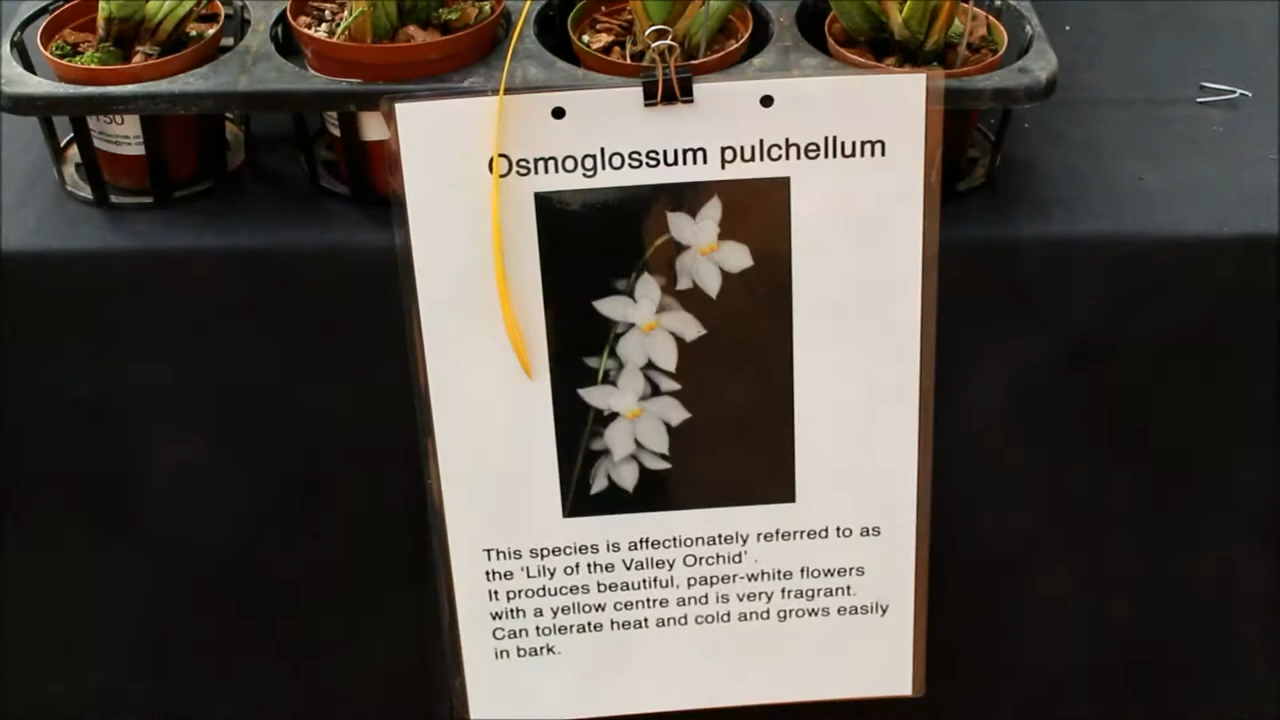 Osmoglossum pulchellum
This species is affectionately referred to as
the ‘Lily of the Valley Orchid’ .
It produces beautiful, paper-white flowers
with a yellow centre and is very fragrant.
Can tolerate heat and cold and grows easily
in bark.